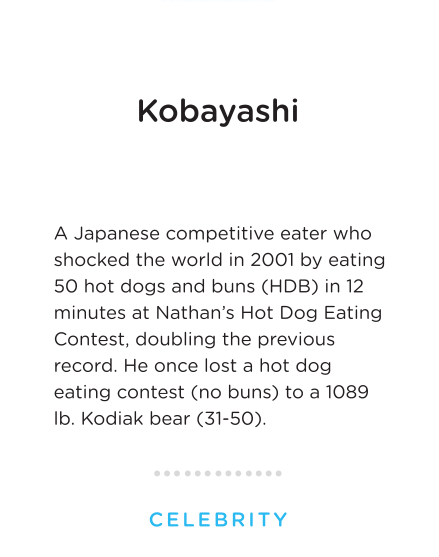 Kobayashi
A Japanese competitive eater who
shocked the world in 2001 by eating
50 hot dogs and buns (HDB) in 12
minutes at Nathan’s Hot Dog Eating
Contest, doubling the previous
record. He once lost a hot dog
eating contest (no buns) to a 1089
lb. Kodiak bear (31-50).
CELEBRITY